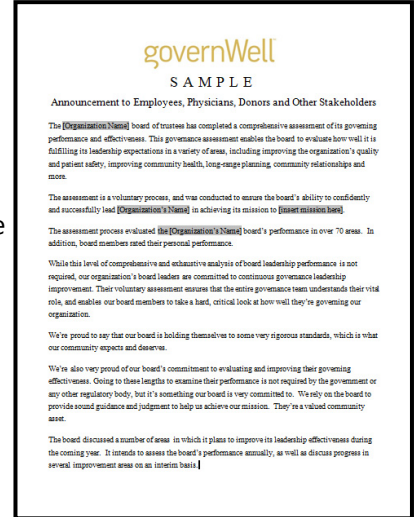 governWell
SAMPLE
Announcement to Employees, Physicians, Donors and Other Stakeholders
The [Organization Name] board of trustees has completed a comprehensive assessment of its governing
performance and effectiveness. This governance assessment enables the board to evaluate how well it is
fulfilling its leadership expectations in a variety of areas, including improving the organization's quality
and patient safety, improving community health, long-range planning, community relationships and
more.
The assessment is a voluntary process, and was conducted to ensure the board's ability to confidently
and successfully lead [Organization's Name] in achieving its mission to [insert mission here].
The assessment process evaluated the [Organization's Name] board's performance in over 70 areas. In
addition, board members rated their personal performance.
While this level of comprehensive and exhaustive analysis of board leadership performance is not
required, our organization's board leaders are committed to continuous governance leadership
improvement. Their voluntary assessment ensures that the entire governance team understands their vital
role, and enables our board members to take a hard, critical look at how well they're governing our
organization.
We're proud to say that our board is holding themselves to some very rigorous standards, which is what
our community expects and deserves.
We're also very proud of our board's commitment to evaluating and improving their governing
effectiveness. Going to these lengths to examine their performance is not required by the government or
any other regulatory body, but it's something our board is very committed to. We rely on the board to
provide sound guidance and judgment to help us achieve our mission. They're a valued community
asset.
The board discussed a number of areas in which it plans to improve its leadership effectiveness during
the coming year. It intends to assess the board's performance annually, as well as discuss progress in
several improvement areas on an interim basis.